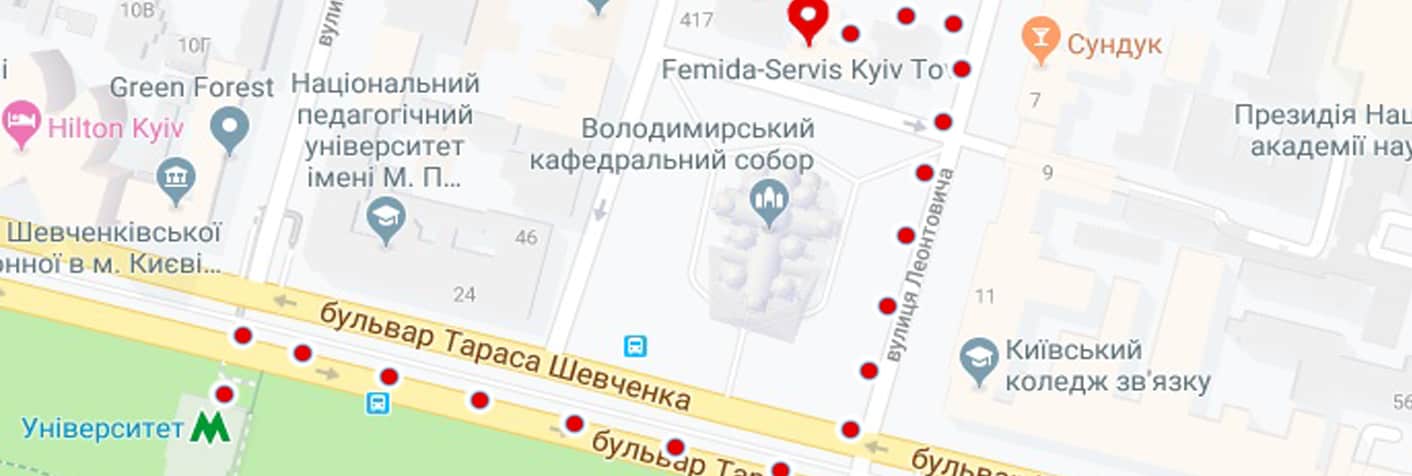 10В
417
10Г
вули
Сундук
і
Green Forest
Національний
педагогічний
університет
імені М. П...
Femida-Servis Kyiv To
7
Hilton Kyiv
Володимирський
кафедральний собор
Президія Нац
академії нау
9
Шевченківської
онної в м. Києві...
46
24
вулиця Леонтовича
11
бульвар Тараса Шевченка
Київський
коледж зв'язку
56
Університет
бульвар Тар
бульвар